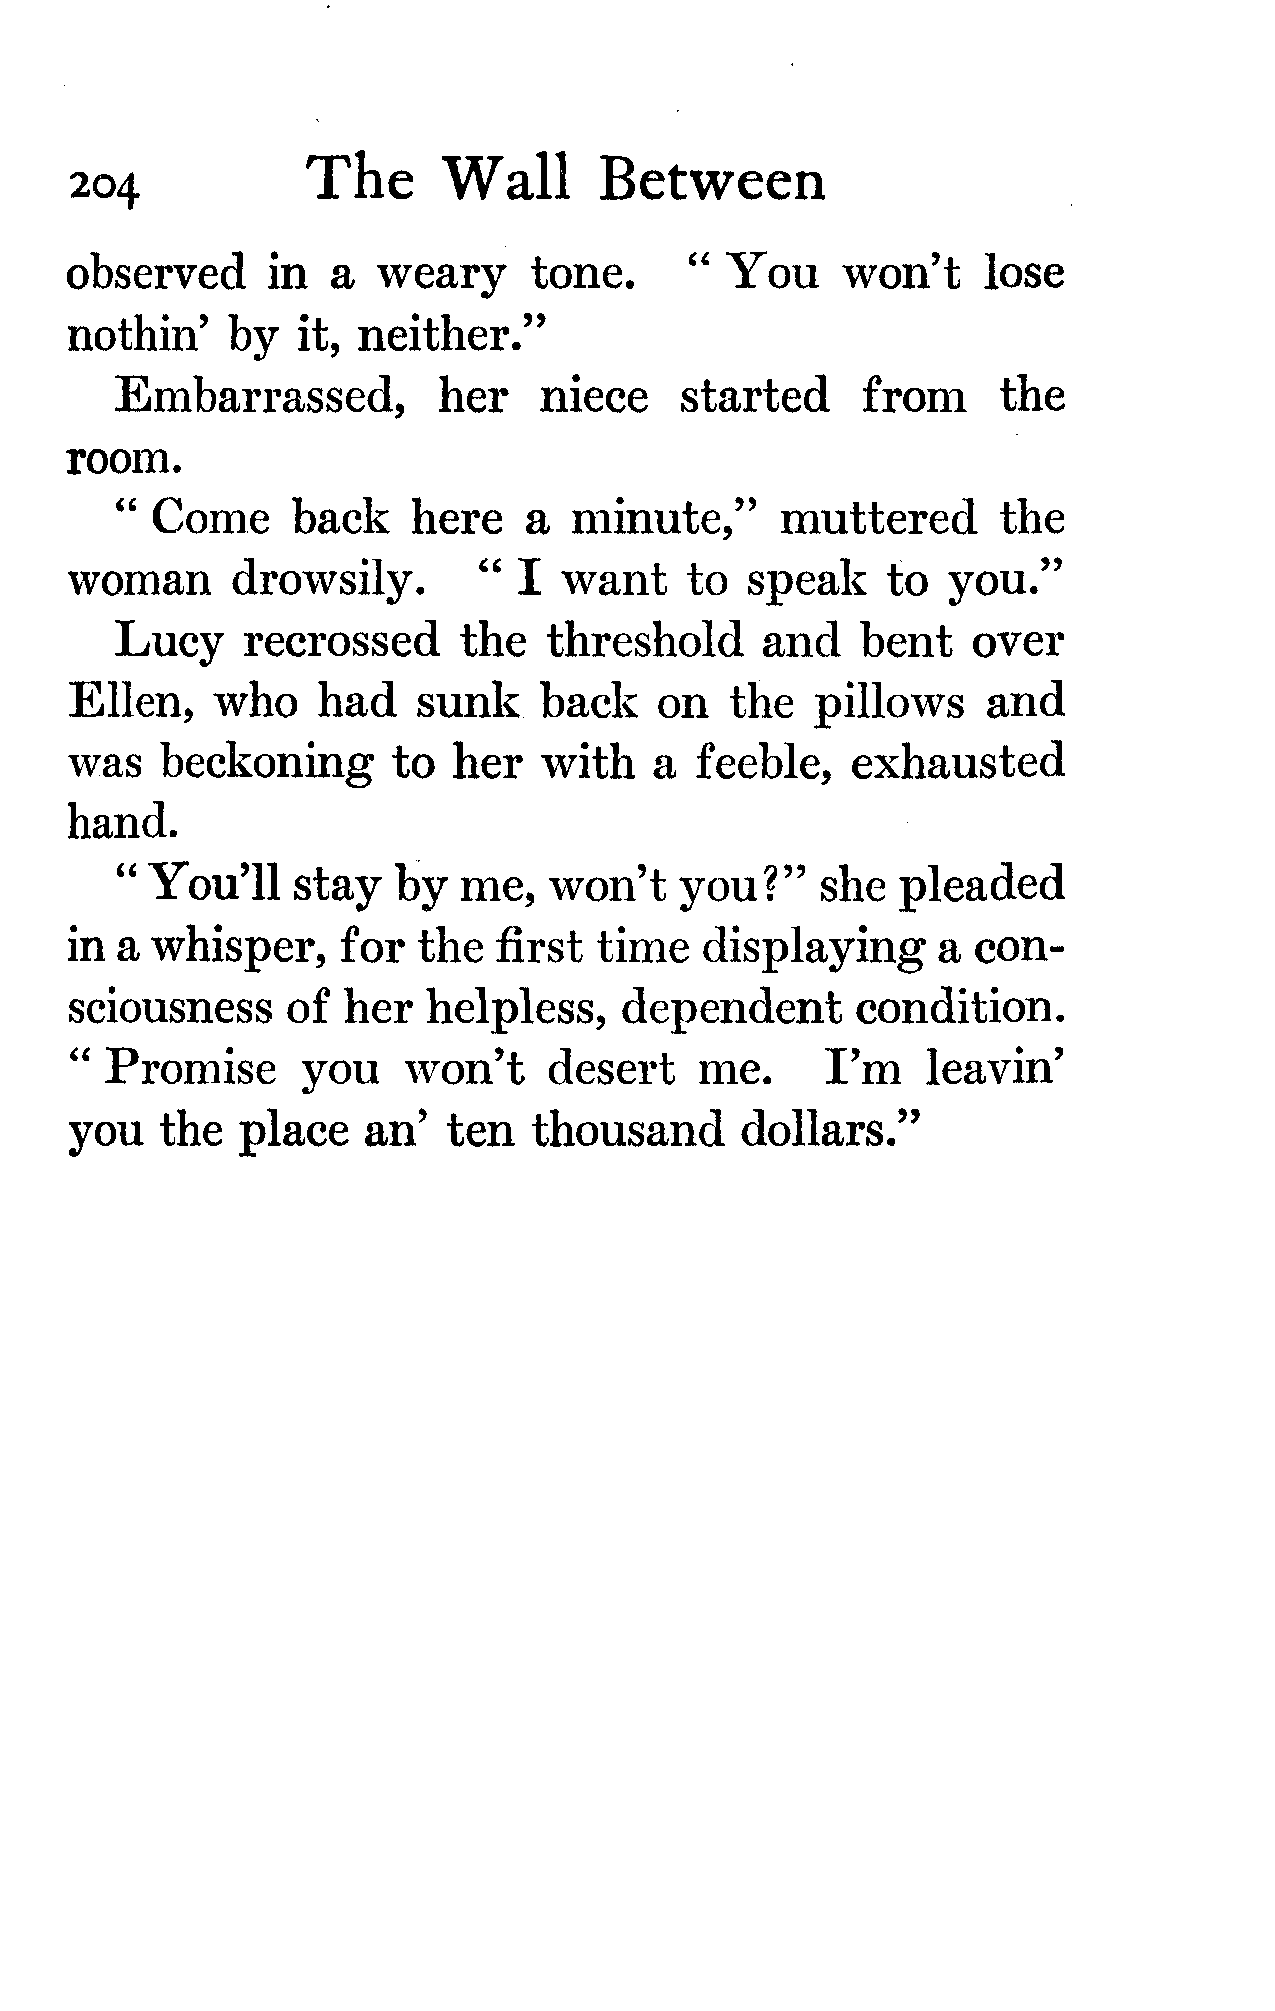 204 The Wall Between
observed in a weary tone. “ You won’t lose
nothin’ by it, neither.”
Embarrassed, her niece started from the
room.
“ Come back here a minute,” muttered the
woman drowsily. “ I want to speak to you.”
Lucy recrossed the threshold and bent over
Ellen, who had sunk back on the pillows and
was beckoning to her with a feeble, exhausted
hand.
“ You’ll stay by me, won’t you?” she pleaded
in a whisper, for the first time displaying a con-
sciousness of her helpless, dependent condition.
“ Promise you won’t desert me. I’m leavin’
you the place an’ ten thousand dollars.”